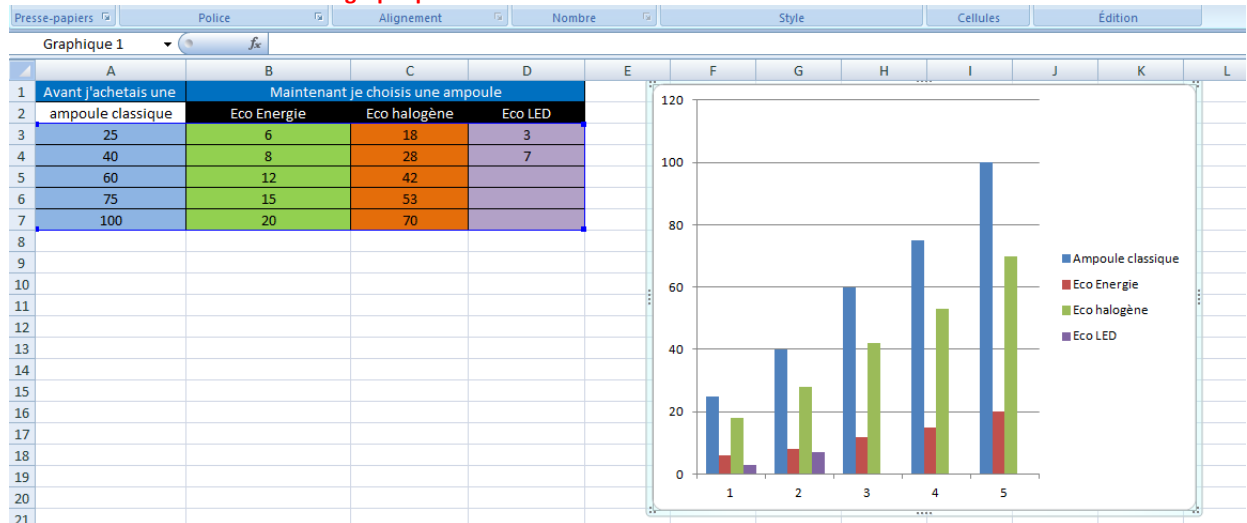 Presse-papiers Police Alignement Nombre Style Cellules Édition
Graphique 1 fx
A B C D E F G H I J K L
1 Avant j'achetais une Maintenant je choisis une ampoule
2 ampoule classique Eco Energie Eco halogène Eco LED
3 25 6 18 3
4 40 8 28 7
5 60 12 42
6 75 15 53
7 100 20 70
8
9
10
11
12
13
14
15
16
17
18
19
20
21
120
100
80
60
40
20
0
1 2 3 4 5
Ampoule classique
Eco Energie
Eco halogène
Eco LED